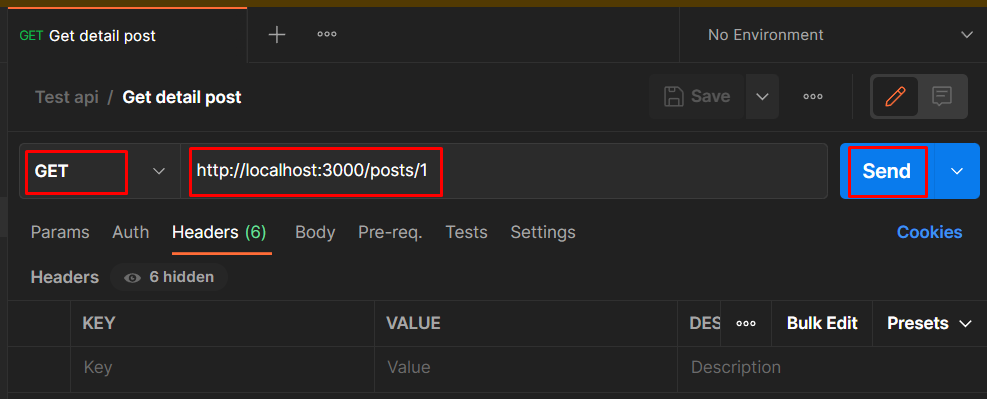 GET Get detail post No Environment
Test api / Get detail post Save
GET http://localhost:3000/posts/1 Send
Params Auth Headers (6) Body Pre-req. Tests Settings Cookies
Headers 6 hidden
KEY VALUE DES Bulk Edit Presets
Key Value Description